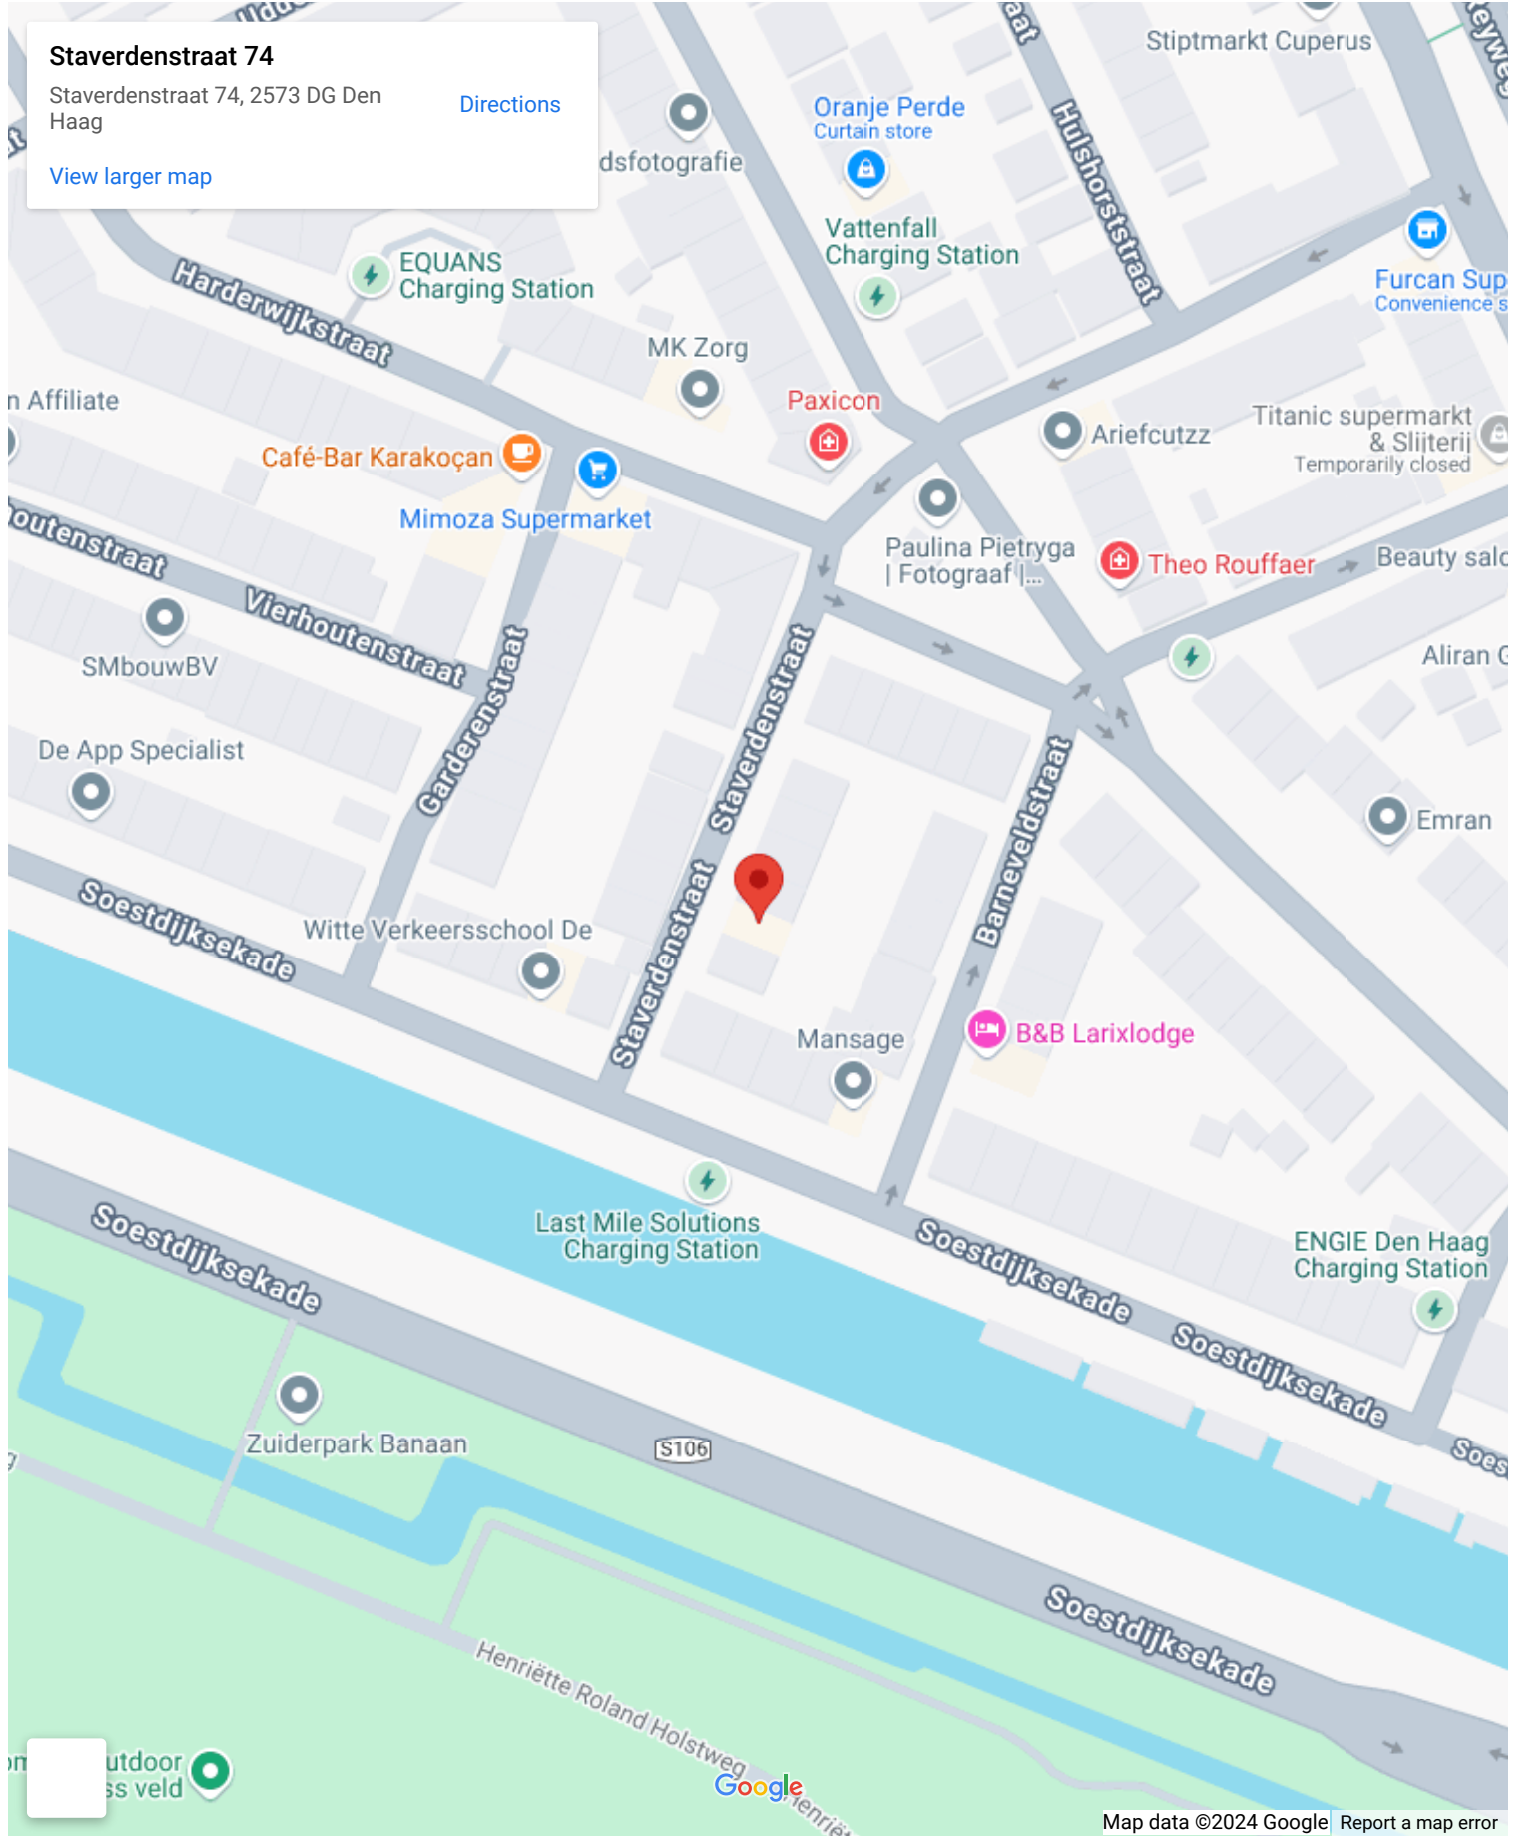 Staverdenstraat 74
Staverdenstraat 74, 2573 DG Den
Haag
Directions
View larger map
Stiptmarkt Cuperus
dsfotografie
Oranje Perde
Curtain store
Hulshorststraat
Vattenfall
Charging Station
EQUANS
Charging Station
Harderwijkstraat
Furcan Sup
Convenience s
MK Zorg
Paxicon
n Affiliate
Ariefcutzz
Titanic supermarkt
& Slijterij
Temporarily closed
Café-Bar Karakoçan
Mimoza Supermarket
outenstraat
Paulina Pietryga
| Fotograaf |...
Theo Rouffaer
Beauty salo
Vierhoutenstraat
SMbouwBV
Garderenstraat
Staverdenstraat
Aliran G
De App Specialist
Barneveldstraat
Emran
Soestdijksekade
Witte Verkeersschool De
Staverdenstraat
Mansage
B&B Larixlodge
Last Mile Solutions
Charging Station
Soestdijksekade
Soestdijksekade
ENGIE Den Haag
Charging Station
Soestdijksekade
Soes
Zuiderpark Banaan
S106
Soestdijksekade
Henriëtte Roland Holstweg
utdoor
ss veld
Google
Map data ©2024 Google
Report a map error